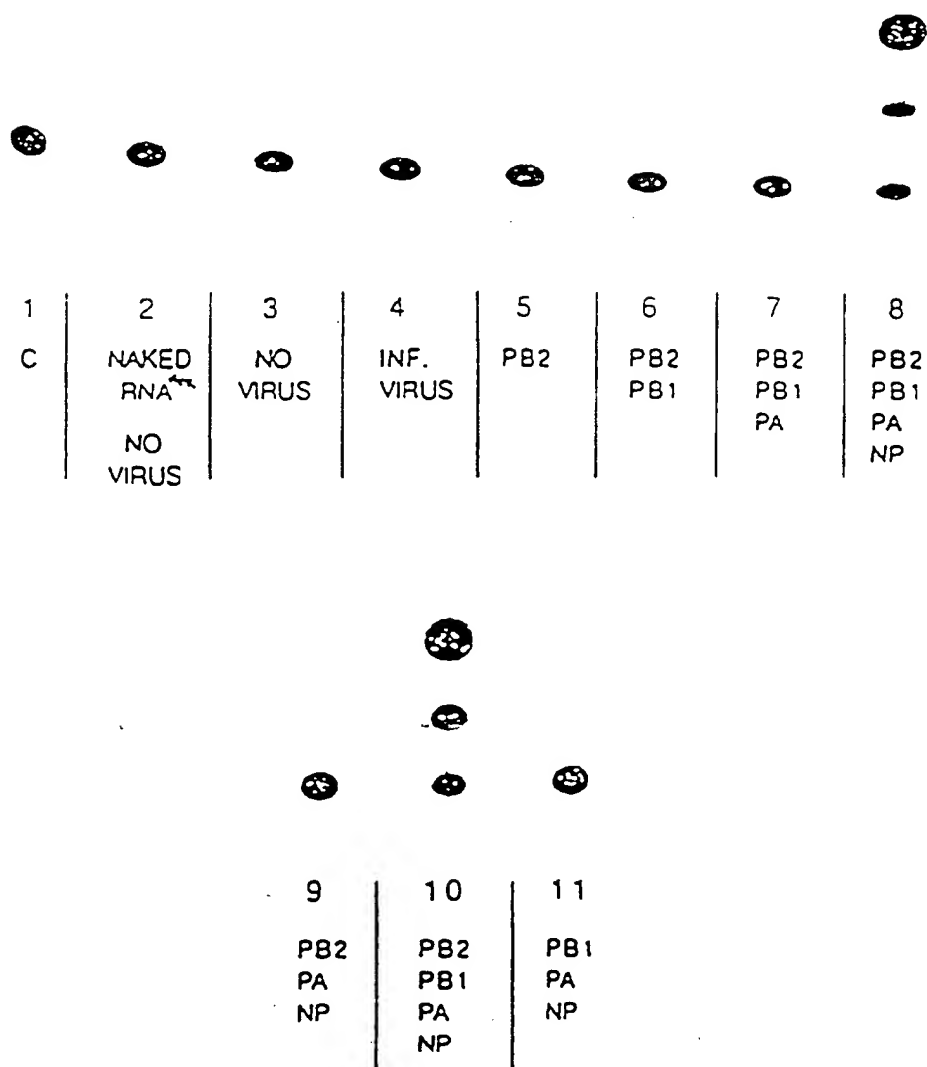 1 2 3 4 5 6 7 8
C NAKED NO INF. PB2 PB2 PB2 PB2
RNA VIRUS VIRUS PB1 PB1 PB1
PA PA
NO NP
VIRUS
9 10 11
PB2 PB2 PB1
PA PB1 PA
NP PA NP
NP